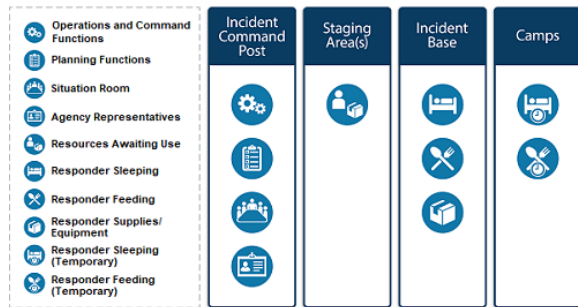 Operations and Command
Functions
Planning Functions
Situation Room
Agency Representatives
Resources Awaiting Use
Responder Sleeping
Responder Feeding
Responder Supplies/
Equipment
Responder Sleeping
(Temporary)
Responder Feeding
(Temporary)
Incident
Command
Post
Staging
Area(s)
Incident
Base
Camps